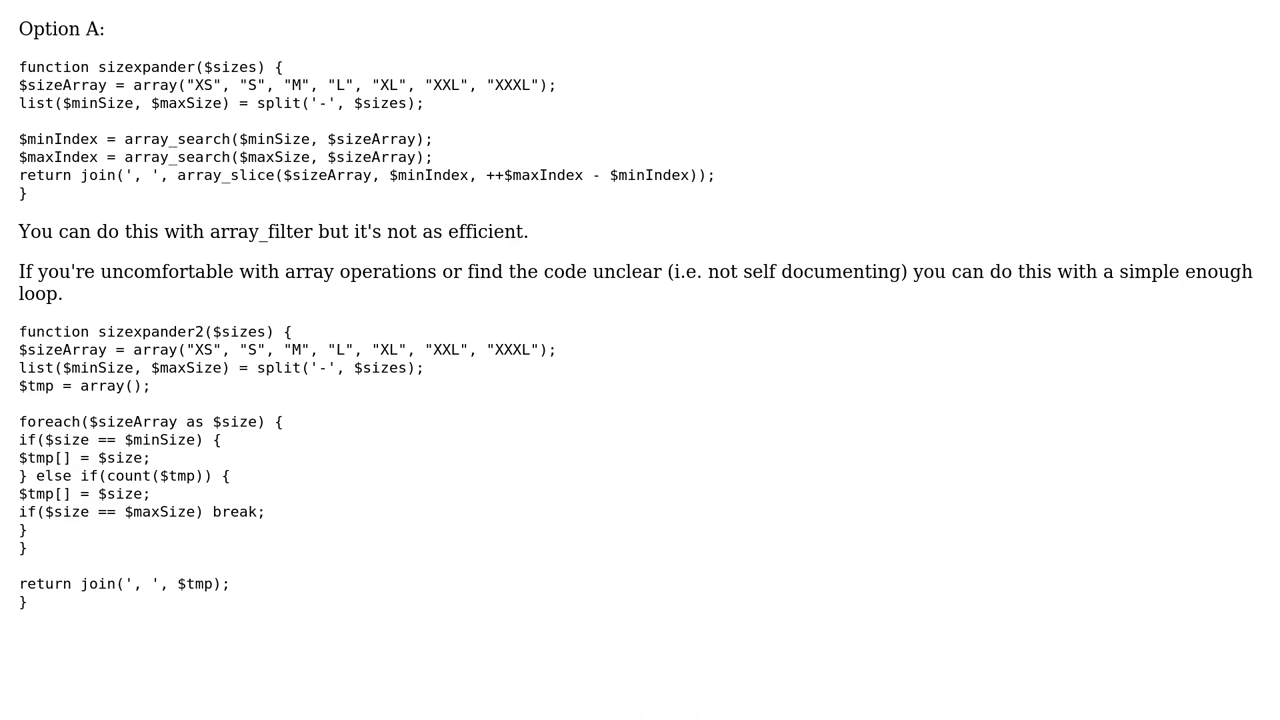 Option A:
function sizexpander($sizes) {
$sizeArray = array("XS", "S", "M", "L", "XL", "XXL", "XXXL");
list($minSize, $maxSize) = split('-', $sizes);
$minIndex = array_search($minSize, $sizeArray);
$maxIndex = array_search($maxSize, $sizeArray);
return join(', ', array_slice($sizeArray, $minIndex, ++$maxIndex - $minIndex));
}
You can do this with array_filter but it's not as efficient.
If you're uncomfortable with array operations or find the code unclear (i.e. not self documenting) you can do this with a simple enough
loop.
function sizexpander2($sizes) {
$sizeArray = array("XS", "S", "M", "L", "XL", "XXL", "XXXL");
list($minSize, $maxSize) = split('-', $sizes);
$tmp = array();
foreach($sizeArray as $size) {
if($size == $minSize) {
$tmp[] = $size;
} else if(count($tmp)) {
$tmp[] = $size;
if($size == $maxSize) break;
}
}
return join(', ', $tmp);
}